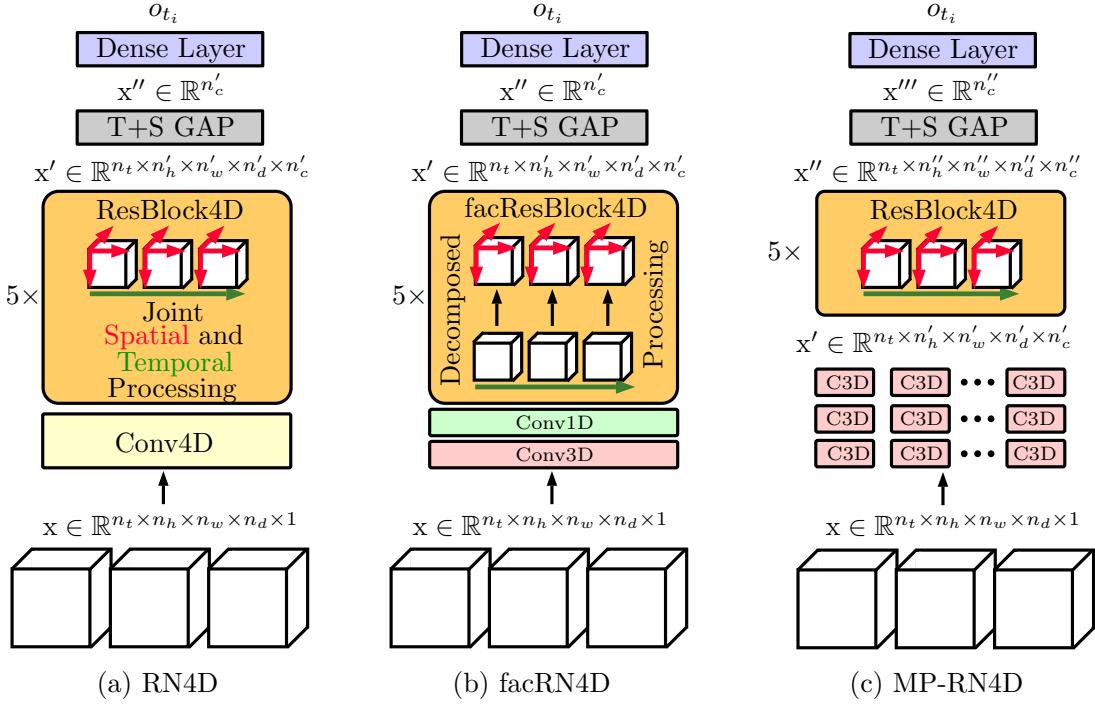 o_{t_i}
Dense Layer
x″ ∈ ℝ^{n′_c}
T+S GAP
x′ ∈ ℝ^{n_t×n′_h×n′_w×n′_d×n′_c}
ResBlock4D
5×
Joint
Spatial and
Temporal
Processing
Conv4D
x ∈ ℝ^{n_t×n_h×n_w×n_d×1}
(a) RN4D
o_{t_i}
Dense Layer
x″ ∈ ℝ^{n′_c}
T+S GAP
x′ ∈ ℝ^{n_t×n′_h×n′_w×n′_d×n′_c}
facResBlock4D
5×
Decomposed
Processing
Conv1D
Conv3D
x ∈ ℝ^{n_t×n_h×n_w×n_d×1}
(b) facRN4D
o_{t_i}
Dense Layer
x‴ ∈ ℝ^{n″_c}
T+S GAP
x″ ∈ ℝ^{n_t×n″_h×n″_w×n″_d×n″_c}
ResBlock4D
5×
x′ ∈ ℝ^{n_t×n′_h×n′_w×n′_d×n′_c}
C3D C3D ••• C3D
C3D C3D ••• C3D
C3D C3D ••• C3D
x ∈ ℝ^{n_t×n_h×n_w×n_d×1}
(c) MP-RN4D